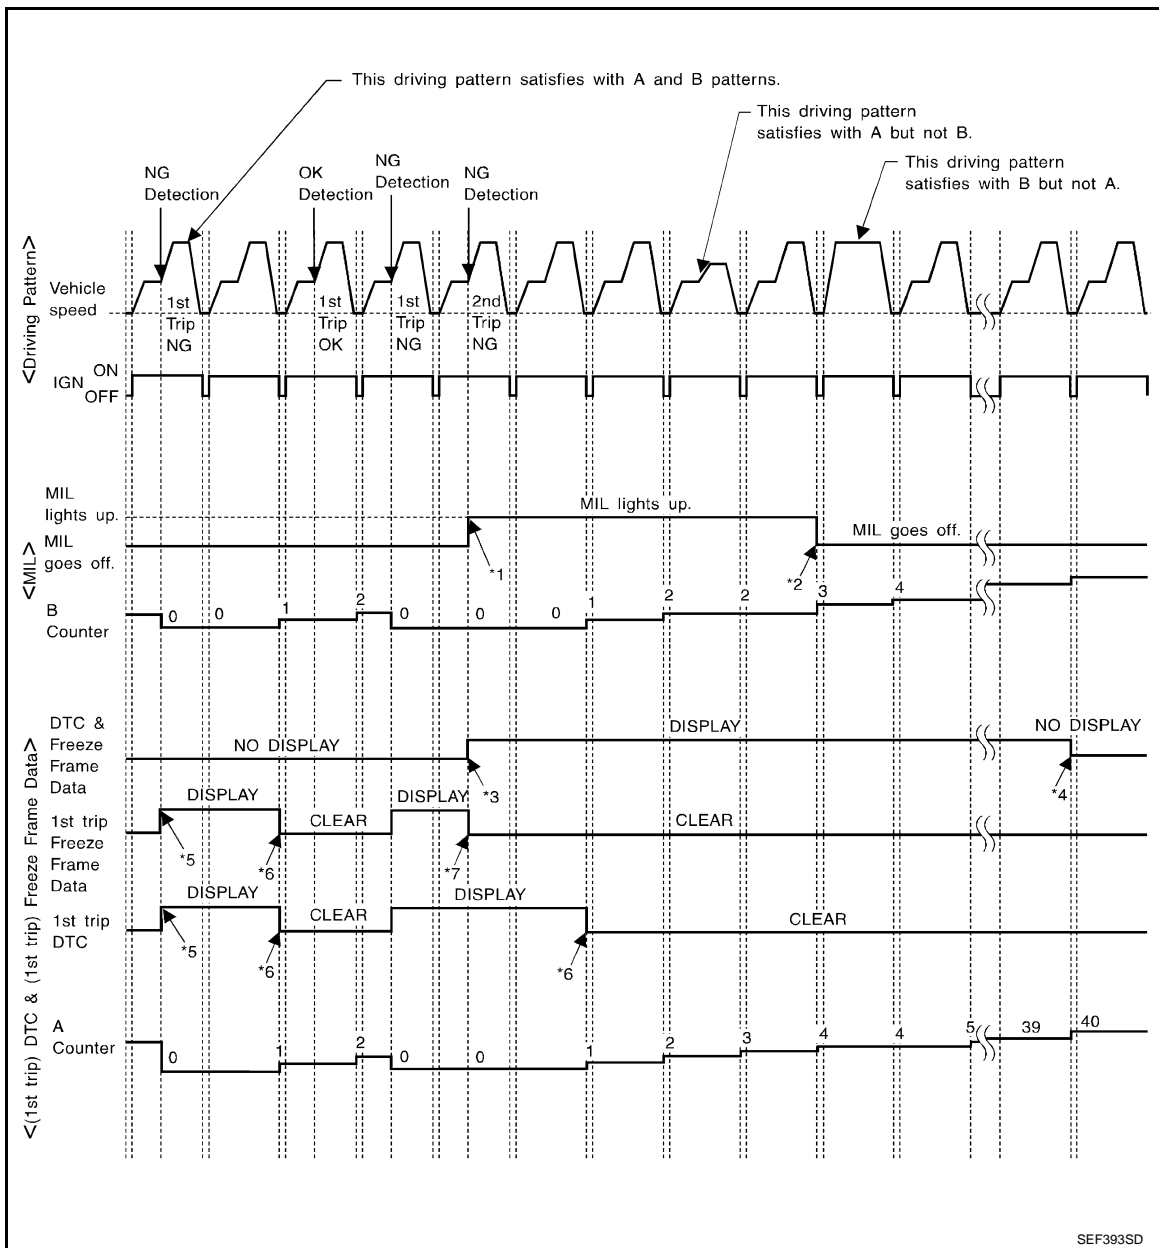 This driving pattern satisfies with A and B patterns.
This driving pattern
satisfies with A but not B.
This driving pattern
satisfies with B but not A.
NG
Detection
OK
Detection
NG
Detection
NG
Detection
<Driving Pattern>
Vehicle
speed
1st
Trip
NG
1st
Trip
OK
1st
Trip
NG
2nd
Trip
NG
IGN
ON
OFF
<MIL>
MIL
lights up.
MIL lights up.
MIL
goes off.
MIL goes off.
*1
*2
B
Counter
0 0 1 2 0 0 0 1 2 2 3 4
<(1st trip) DTC & (1st trip) Freeze Frame Data>
DTC &
Freeze
Frame
Data
NO DISPLAY
DISPLAY
NO DISPLAY
*3
*4
1st trip
Freeze
Frame
Data
DISPLAY
CLEAR
DISPLAY
CLEAR
*5
*6
*7
1st trip
DTC
DISPLAY
CLEAR
DISPLAY
CLEAR
*5
*6
*6
A
Counter
0 1 2 0 0 1 2 3 4 4 5 39 40
SEF393SD